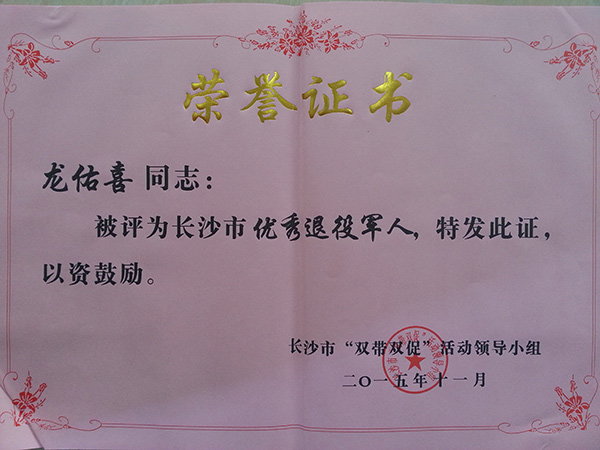 荣誉证书
龙佑喜 同志：
被评为长沙市优秀退役军人，特发此证，
以资鼓励。
长沙市“双带双促”活动领导小组
二〇一五年十一月